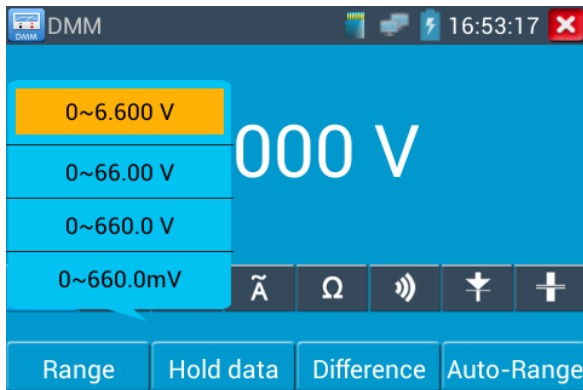 DMM
DMM 16:53:17
0~6.600 V
000 V
0~66.00 V
0~660.0 V
0~660.0mV
Ã Ω
Range Hold data Difference Auto-Range